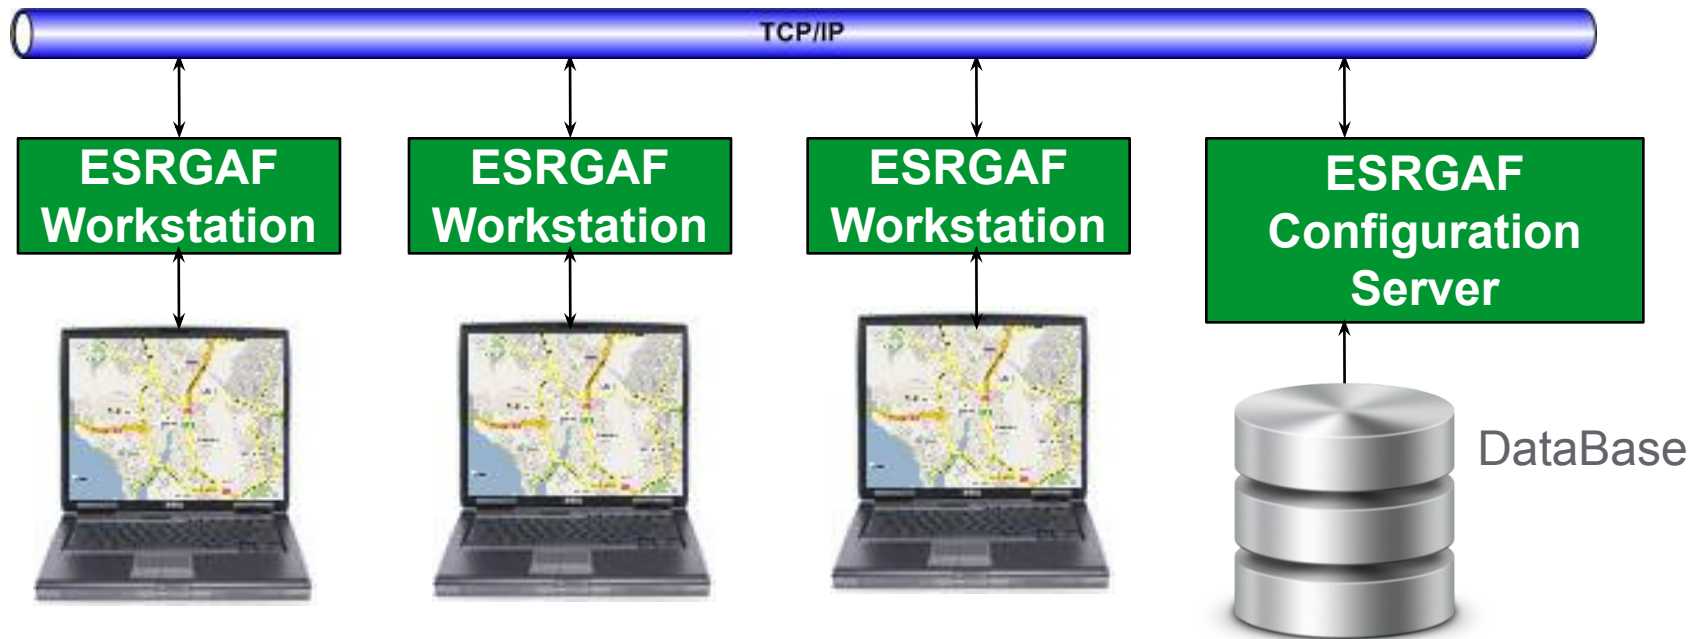 TCP/IP
ESRGAF
Workstation
ESRGAF
Workstation
ESRGAF
Workstation
ESRGAF
Configuration
Server
DataBase